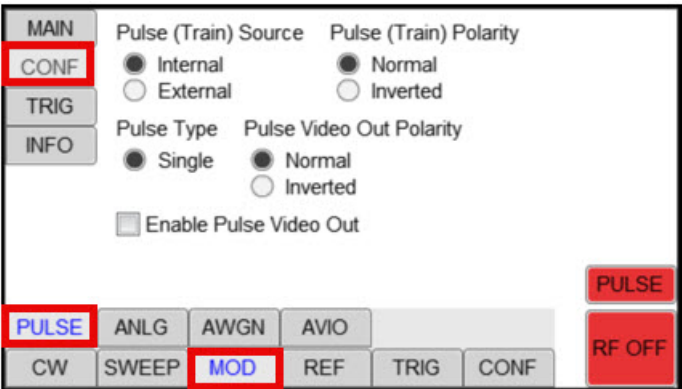 MAIN
CONF
TRIG
INFO
Pulse (Train) Source Pulse (Train) Polarity
Internal Normal
External Inverted
Pulse Type Pulse Video Out Polarity
Single Normal
Inverted
Enable Pulse Video Out
PULSE
PULSE ANLG AWGN AVIO
RF OFF
CW SWEEP MOD REF TRIG CONF